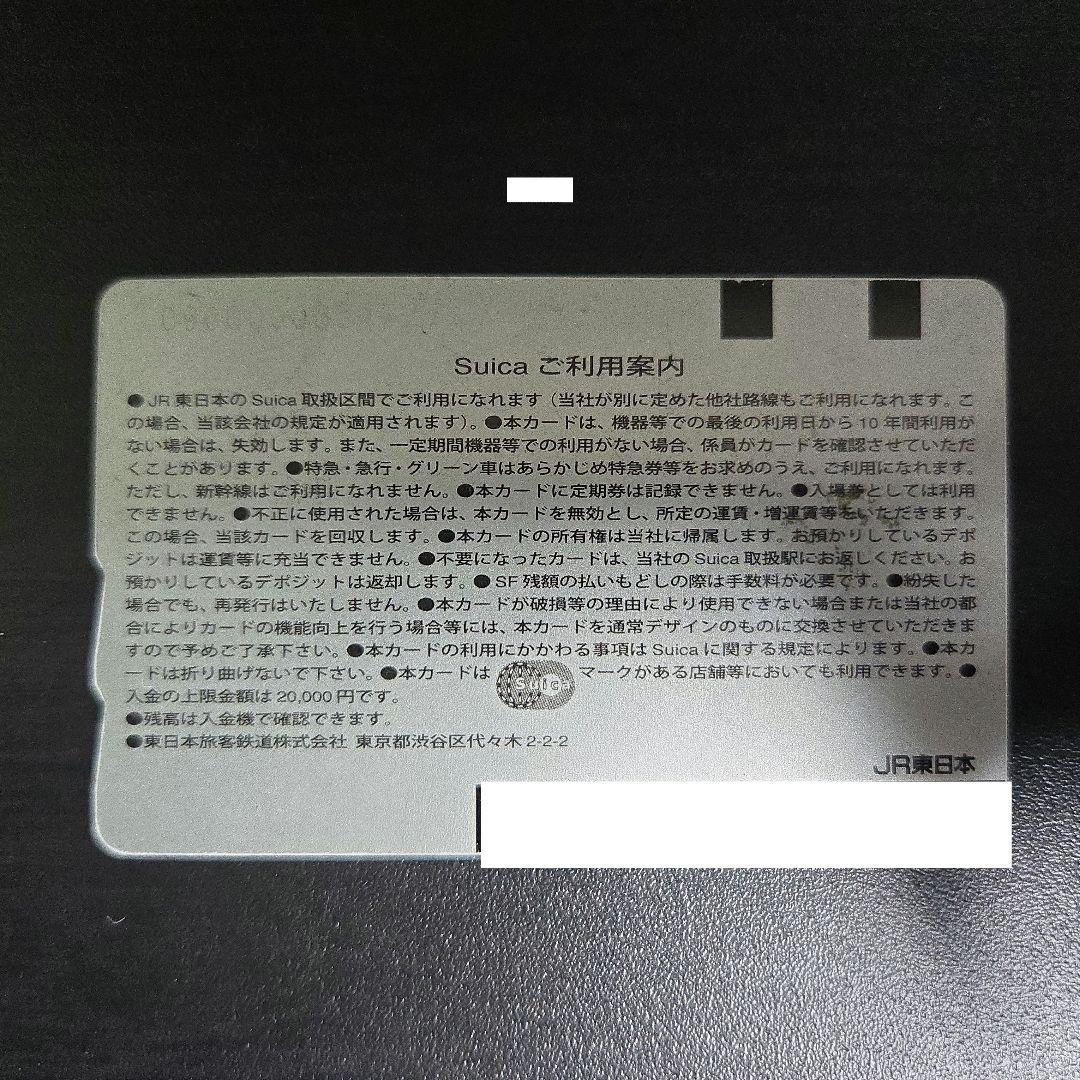 Suica ご利用案内
●JR東日本のSuica取扱区間でご利用になれます(当社が別に定めた他社路線もご利用になれます。こ
の場合、当該会社の規定が適用されます)。●本カードは、機器等での最後の利用日から10年間利用が
ない場合は、失効します。また、一定期間機器等での利用がない場合、係員がカードを確認させていただ
くことがあります。●特急・急行・グリーン車はあらかじめ特急券等をお求めのうえ、ご利用になれます。
ただし、新幹線はご利用になれません。●本カードに定期券は記録できません。●入場券としては利用
できません。●不正に使用された場合は、本カードを無効とし、所定の運賃・増運賃等をいただきます。
この場合、当該カードを回収します。●本カードの所有権は当社に帰属します。お預かりしているデポ
ジットは運賃等に充当できません。●不要になったカードは、当社のSuica取扱駅にお返しください。お
預かりしているデポジットは返却します。●SF残額の払いもどしの際は手数料が必要です。●紛失した
場合でも、再発行はいたしません。●本カードが破損等の理由により使用できない場合または当社の都
合によりカードの機能向上を行う場合等には、本カードを通常デザインのものに交換させていただきま
すので予めご了承下さい。●本カードの利用にかかわる事項はSuicaに関する規定によります。●本カ
ードは折り曲げないで下さい。●本カードは Suica マークがある店舗等においても利用できます。●
入金の上限金額は20,000円です。
●残高は入金機で確認できます。
●東日本旅客鉄道株式会社 東京都渋谷区代々木2-2-2
JR東日本